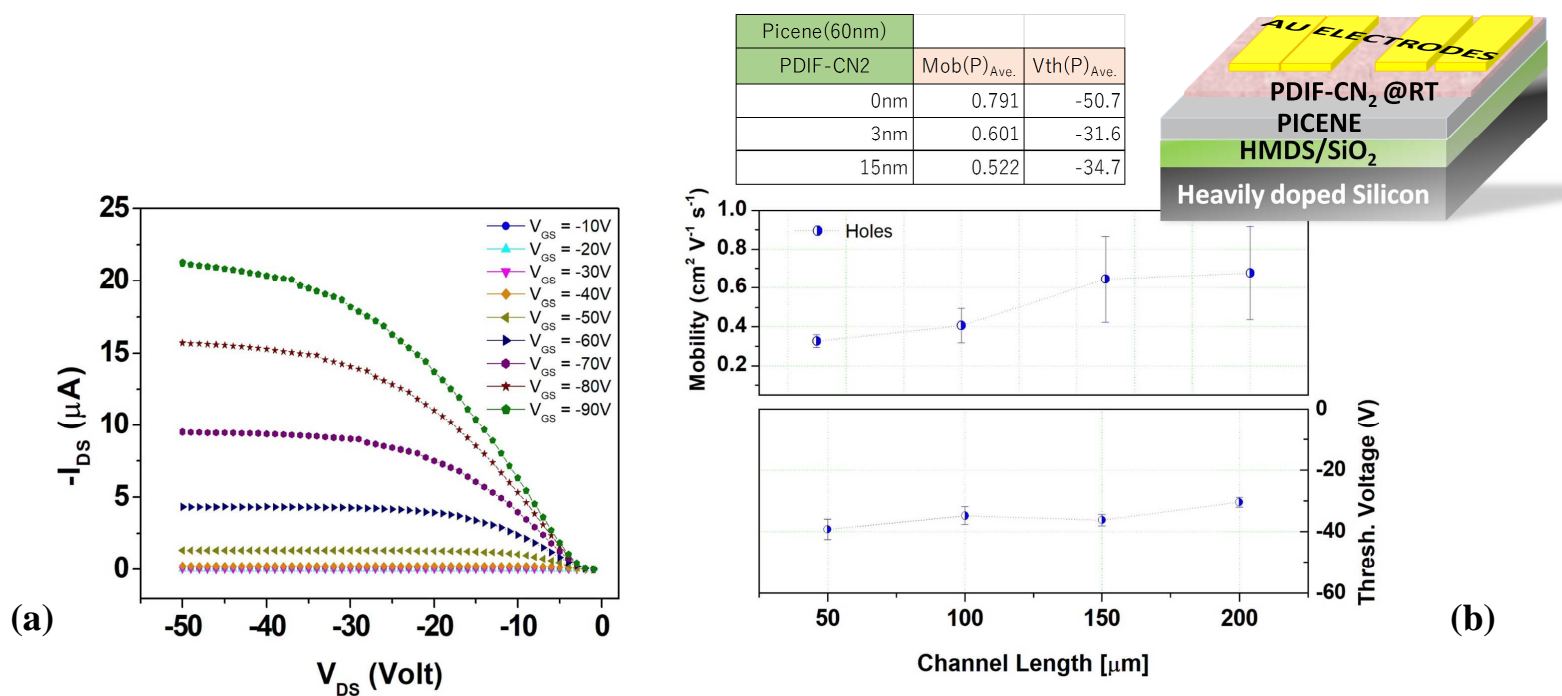 Picene(60nm)
PDIF-CN2 Mob(P)Ave. Vth(P)Ave.
0nm 0.791 -50.7
3nm 0.601 -31.6
15nm 0.522 -34.7
AU ELECTRODES
PDIF-CN2 @RT
PICENE
HMDS/SiO2
Heavily doped Silicon
25
20
15
10
5
0
-IDS (μA)
VGS = -10V
VGS = -20V
VGS = -30V
VGS = -40V
VGS = -50V
VGS = -60V
VGS = -70V
VGS = -80V
VGS = -90V
-50 -40 -30 -20 -10 0
VDS (Volt)
(a)
1.0
0.8
0.6
0.4
0.2
Mobility (cm² V⁻¹ s⁻¹)
Holes
0
-20
-40
-60
Thresh. Voltage (V)
50 100 150 200
Channel Length [μm]
(b)